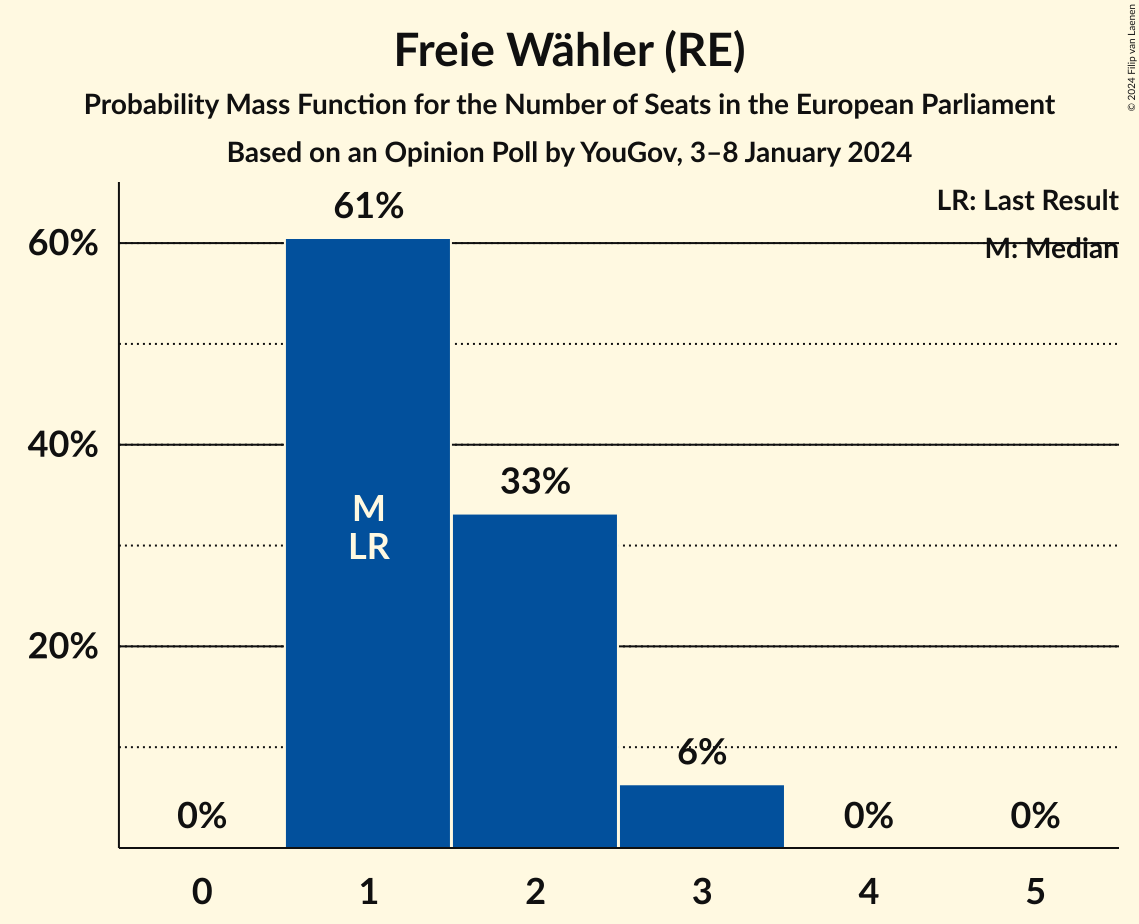 Freie Wähler (RE)
Probability Mass Function for the Number of Seats in the European Parliament
Based on an Opinion Poll by YouGov, 3–8 January 2024
© 2024 Filip van Laenen
LR: Last Result
M: Median
60%
40%
20%
0%
61%
33%
6%
0%
0%
M
LR
0
1
2
3
4
5